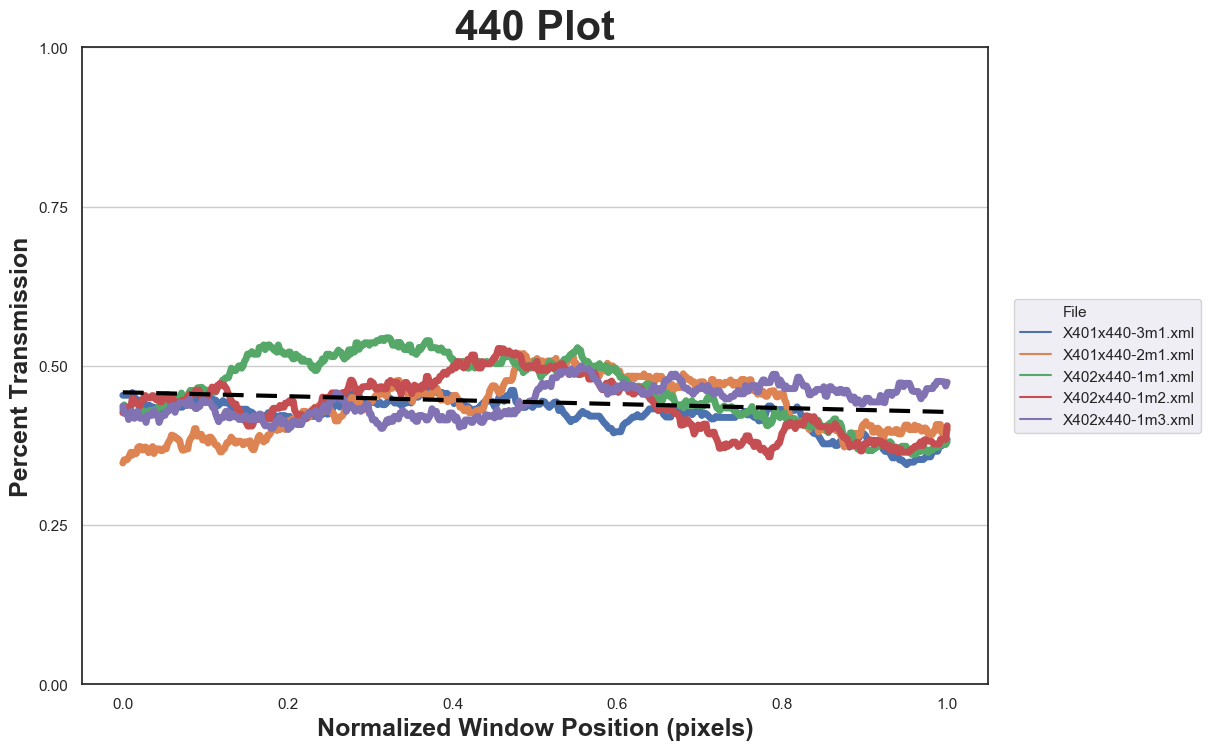 440 Plot
Percent Transmission
1.00
0.75
0.50
0.25
0.00
0.0 0.2 0.4 0.6 0.8 1.0
Normalized Window Position (pixels)
File
X401x440-3m1.xml
X401x440-2m1.xml
X402x440-1m1.xml
X402x440-1m2.xml
X402x440-1m3.xml